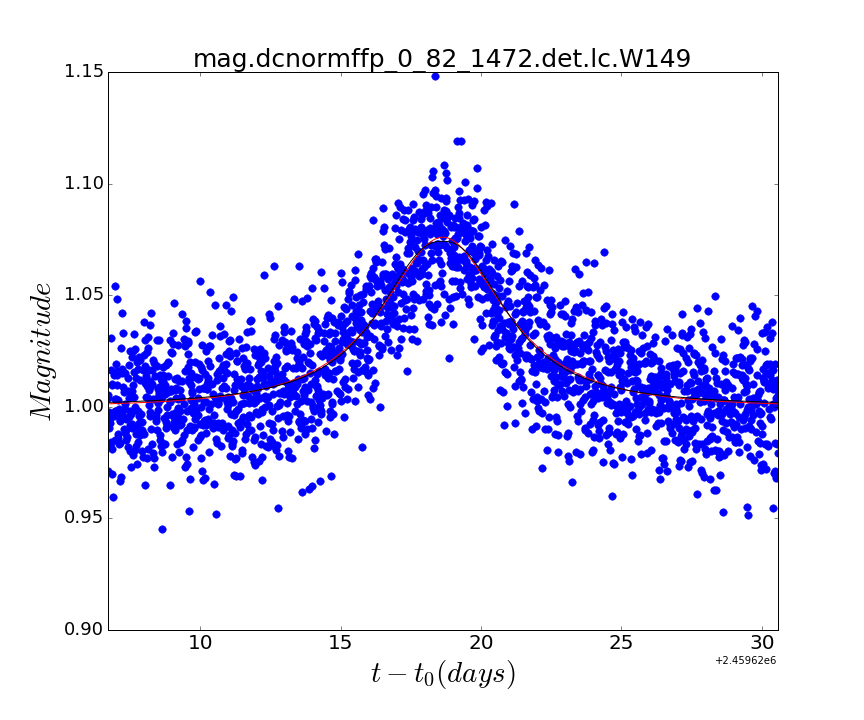 mag.dcnormffp_0_82_1472.det.lc.W149
1.15
1.10
1.05
1.00
0.95
0.90
Magnitude
10 15 20 25 30
+2.45962e6
t − t₀(days)